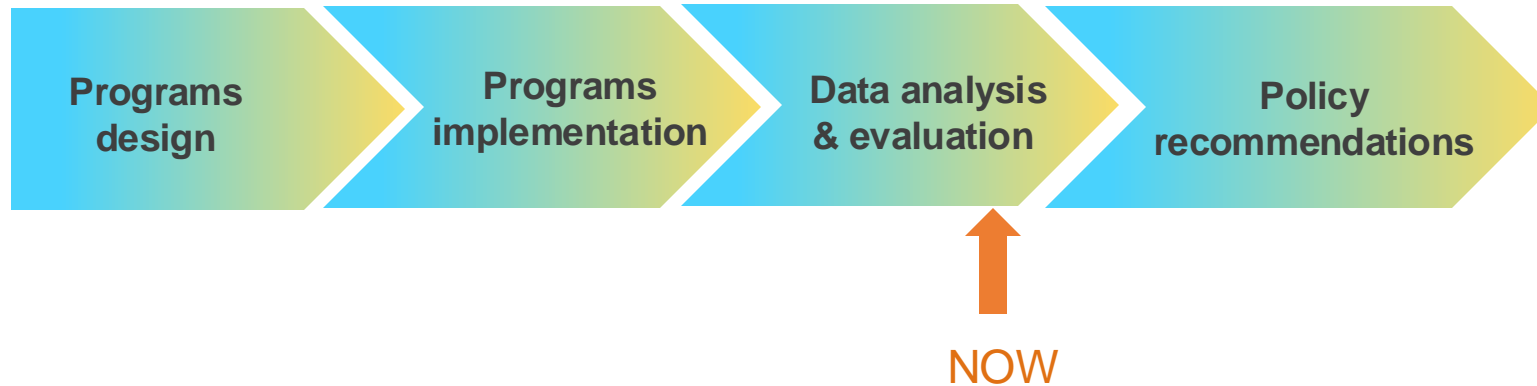 Programs
design
Programs
implementation
Data analysis
& evaluation
Policy
recommendations
NOW